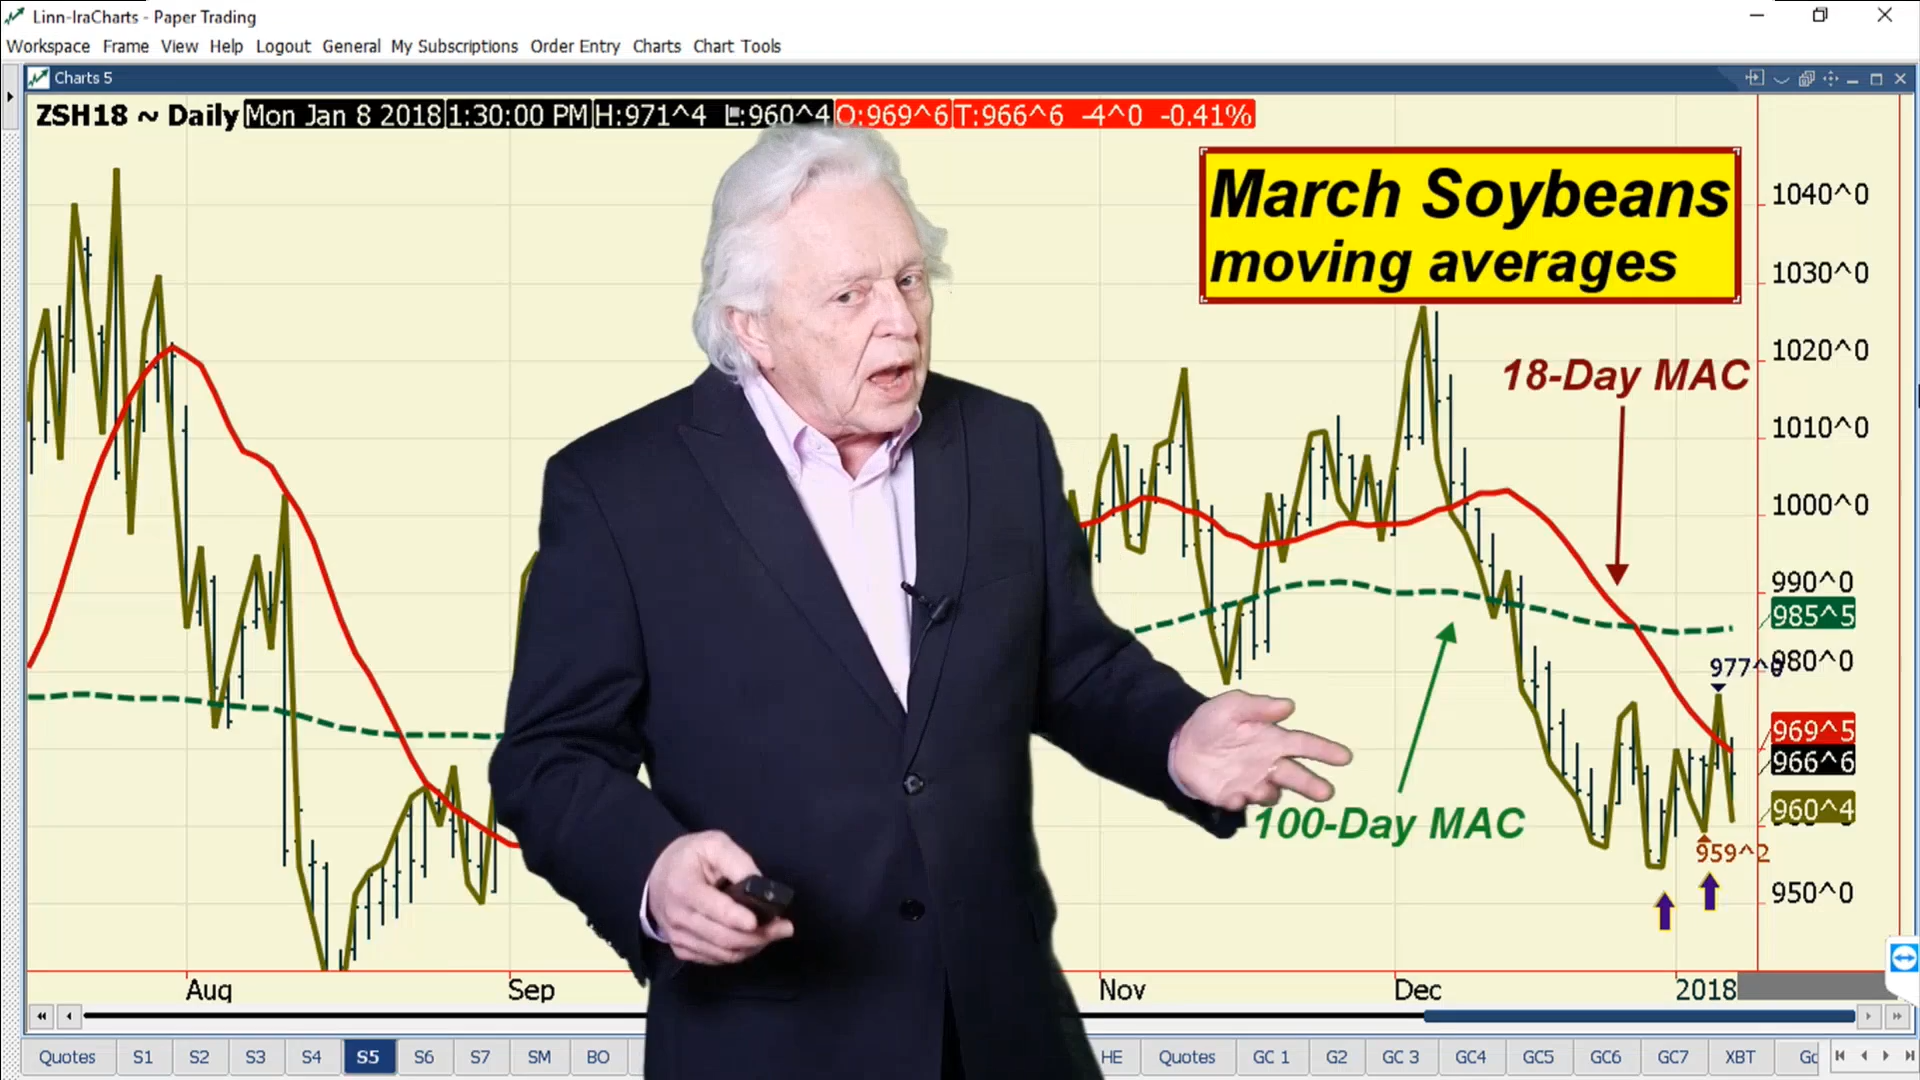 Linn-IraCharts - Paper Trading
Workspace Frame View Help Logout General My Subscriptions Order Entry Charts Chart Tools
Charts 5
ZSH18 ~ Daily Mon Jan 8 2018 1:30:00 PM H:971^4 L:960^4 O:969^6 T:966^6 -4^0 -0.41%
March Soybeans
moving averages
1040^0
1030^0
1020^0
18-Day MAC
1010^0
1000^0
990^0
985^5
980^0
969^5
966^6
960^4
100-Day MAC
959^2
950^0
Aug Sep Nov Dec 2018
Quotes S1 S2 S3 S4 S5 S6 S7 SM BO HE Quotes GC 1 G2 GC 3 GC4 GC5 GC6 GC7 XBT